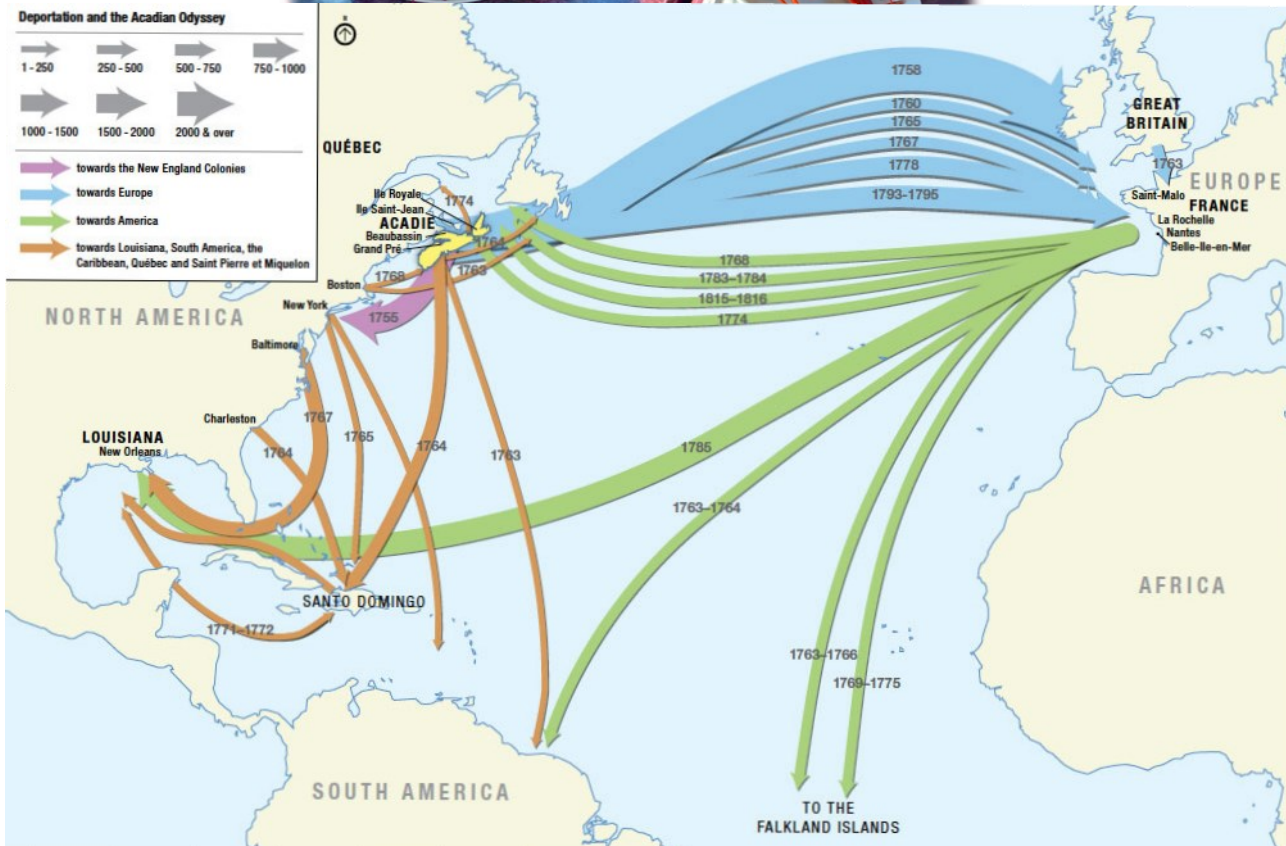 Deportation and the Acadian Odyssey
1 - 250
250 - 500
500 - 750
750 - 1000
1000 - 1500
1500 - 2000
2000 & over
towards the New England Colonies
towards Europe
towards America
towards Louisiana, South America, the
Caribbean, Québec and Saint Pierre et Miquelon
N
1758
1760
1765
1767
1778
1793-1795
GREAT
BRITAIN
1763
EUROPE
Saint-Malo
FRANCE
La Rochelle
Nantes
Belle-Ile-en-Mer
QUÉBEC
Ile Royale
Ile Saint-Jean
ACADIE
Beaubassin
Grand Pré
1774
1764
1768
1763
Boston
New York
1755
NORTH AMERICA
Baltimore
1768
1783–1784
1815–1816
1774
Charleston
1767
1764
1765
1764
1763
LOUISIANA
New Orleans
1785
1763–1764
SANTO DOMINGO
1771–1772
AFRICA
1763–1766
1769–1775
SOUTH AMERICA
TO THE
FALKLAND ISLANDS